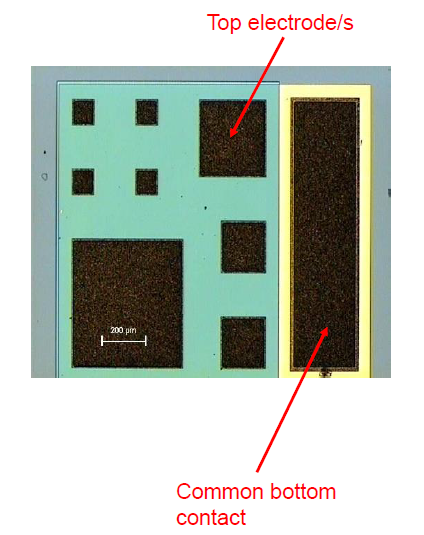 Top electrode/s
200 µm
Common bottom
contact